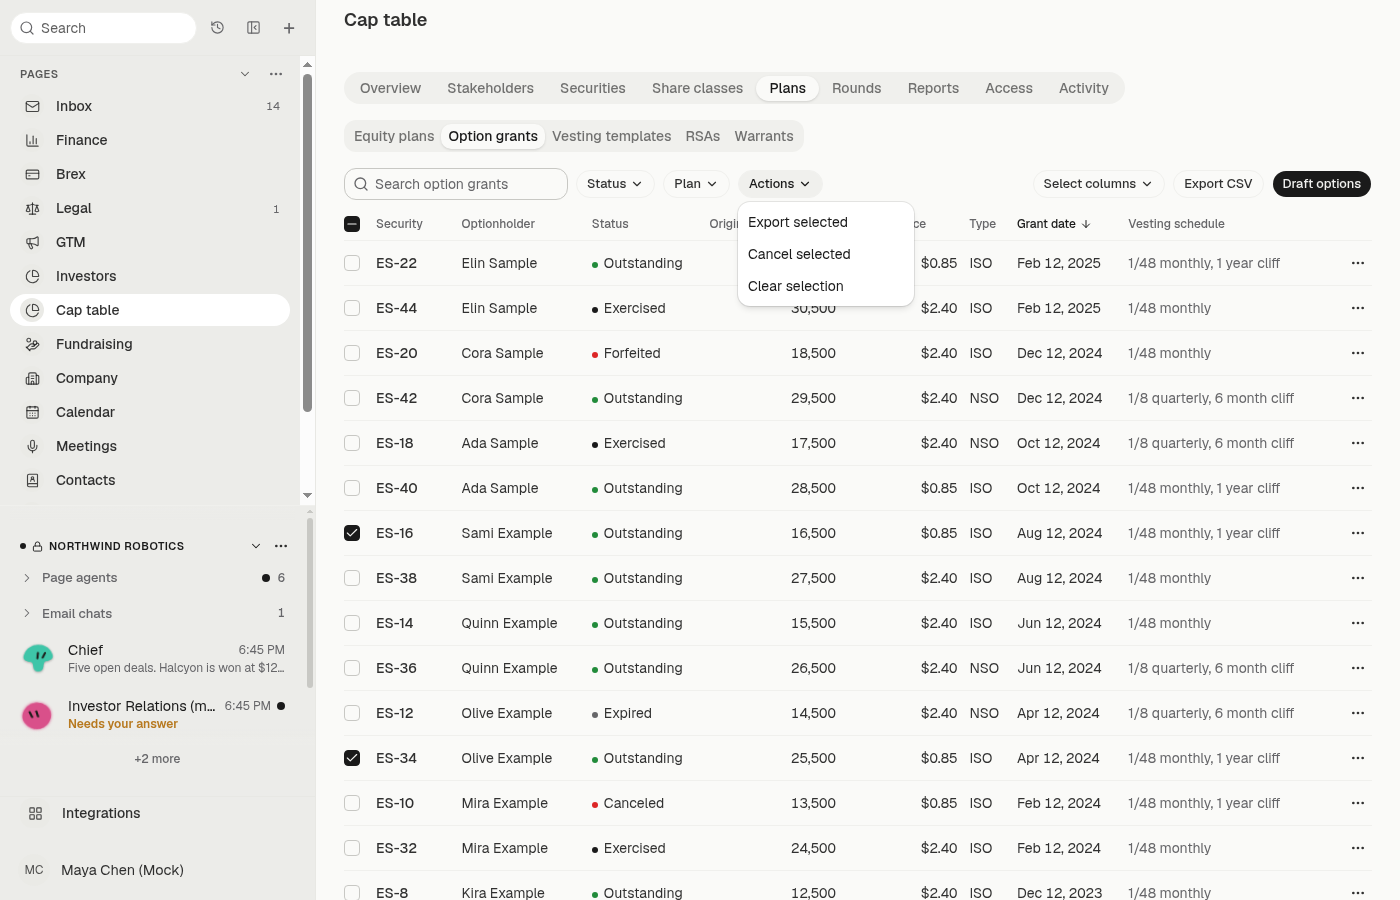 Search
PAGES
Inbox 14
Finance
Brex
Legal 1
GTM
Investors
Cap table
Fundraising
Company
Calendar
Meetings
Contacts
NORTHWIND ROBOTICS
Page agents 6
Email chats 1
Chief 6:45 PM
Five open deals. Halcyon is won at $12…
Investor Relations (m… 6:45 PM
Needs your answer
+2 more
Integrations
MC Maya Chen (Mock)
Cap table
Overview Stakeholders Securities Share classes Plans Rounds Reports Access Activity
Equity plans Option grants Vesting templates RSAs Warrants
Search option grants Status Plan Actions Select columns Export CSV Draft options
Export selected
Cancel selected
Clear selection
Security Optionholder Status Type Grant date Vesting schedule
ES-22 Elin Sample Outstanding $0.85 ISO Feb 12, 2025 1/48 monthly, 1 year cliff
ES-44 Elin Sample Exercised 30,500 $2.40 ISO Feb 12, 2025 1/48 monthly
ES-20 Cora Sample Forfeited 18,500 $2.40 ISO Dec 12, 2024 1/48 monthly
ES-42 Cora Sample Outstanding 29,500 $2.40 NSO Dec 12, 2024 1/8 quarterly, 6 month cliff
ES-18 Ada Sample Exercised 17,500 $2.40 NSO Oct 12, 2024 1/8 quarterly, 6 month cliff
ES-40 Ada Sample Outstanding 28,500 $0.85 ISO Oct 12, 2024 1/48 monthly, 1 year cliff
ES-16 Sami Example Outstanding 16,500 $0.85 ISO Aug 12, 2024 1/48 monthly, 1 year cliff
ES-38 Sami Example Outstanding 27,500 $2.40 ISO Aug 12, 2024 1/48 monthly
ES-14 Quinn Example Outstanding 15,500 $2.40 ISO Jun 12, 2024 1/48 monthly
ES-36 Quinn Example Outstanding 26,500 $2.40 NSO Jun 12, 2024 1/8 quarterly, 6 month cliff
ES-12 Olive Example Expired 14,500 $2.40 NSO Apr 12, 2024 1/8 quarterly, 6 month cliff
ES-34 Olive Example Outstanding 25,500 $0.85 ISO Apr 12, 2024 1/48 monthly, 1 year cliff
ES-10 Mira Example Canceled 13,500 $0.85 ISO Feb 12, 2024 1/48 monthly, 1 year cliff
ES-32 Mira Example Exercised 24,500 $2.40 ISO Feb 12, 2024 1/48 monthly
ES-8 Kira Example Outstanding 12,500 $2.40 ISO Dec 12, 2023 1/48 monthly